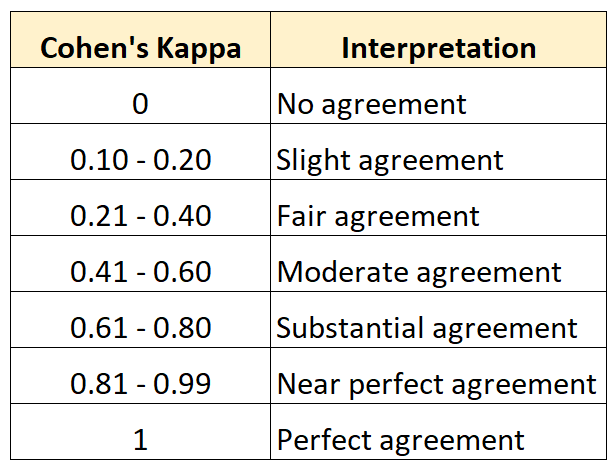 Cohen's Kappa Interpretation
0 No agreement
0.10 - 0.20 Slight agreement
0.21 - 0.40 Fair agreement
0.41 - 0.60 Moderate agreement
0.61 - 0.80 Substantial agreement
0.81 - 0.99 Near perfect agreement
1 Perfect agreement